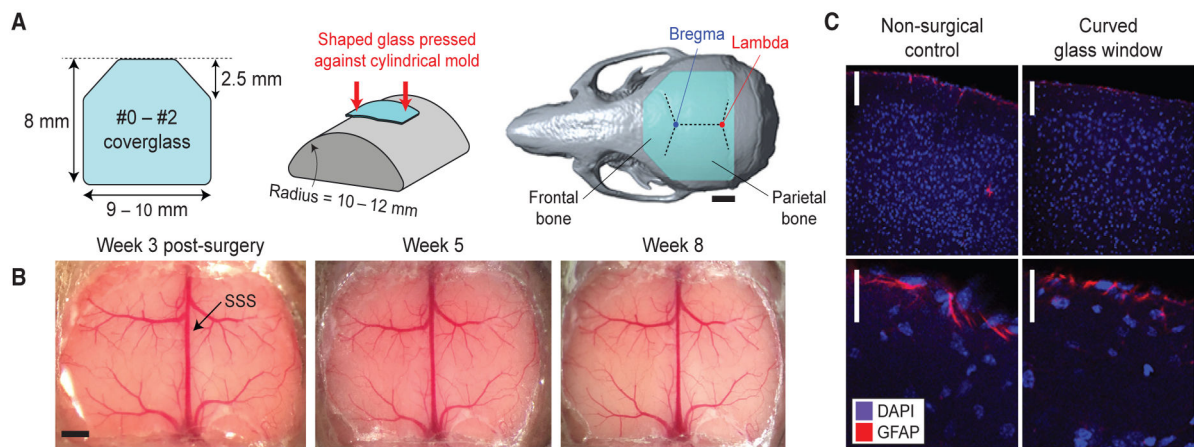 A
8 mm
2.5 mm
#0 – #2
coverglass
9 – 10 mm
Shaped glass pressed
against cylindrical mold
Radius = 10 – 12 mm
Bregma
Lambda
Frontal
bone
Parietal
bone
B
Week 3 post-surgery
Week 5
Week 8
SSS
C
Non-surgical
control
Curved
glass window
DAPI
GFAP